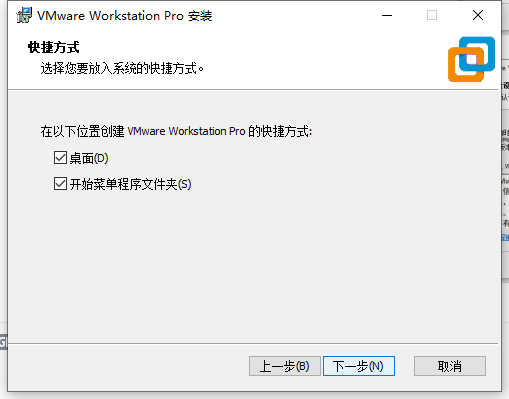 VMware Workstation Pro 安装
快捷方式
选择您要放入系统的快捷方式。
在以下位置创建 VMware Workstation Pro 的快捷方式:
桌面(D)
开始菜单程序文件夹(S)
上一步(B)
下一步(N)
取消